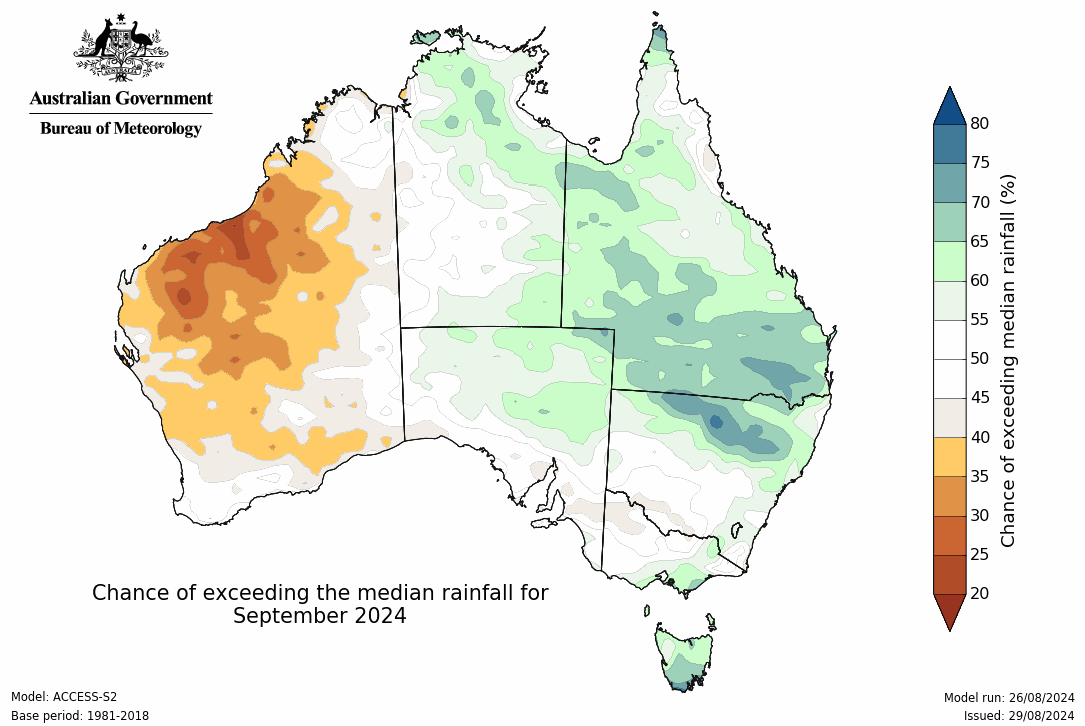 AUSTRALIA
Australian Government
Bureau of Meteorology
80
75
70
65
60
55
50
45
40
35
30
25
20
Chance of exceeding median rainfall (%)
Chance of exceeding the median rainfall for
September 2024
Model: ACCESS-S2
Base period: 1981-2018
Model run: 26/08/2024
Issued: 29/08/2024